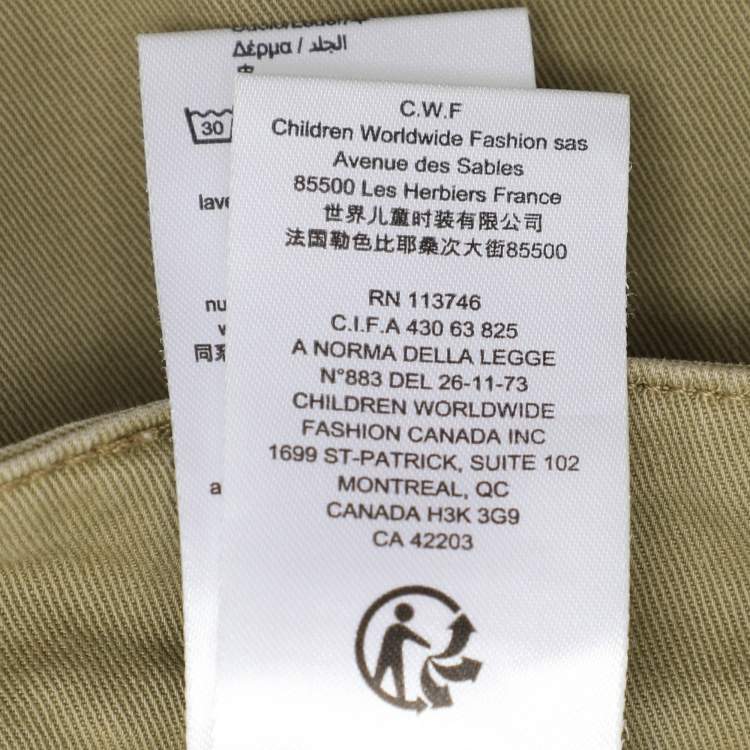 Δέρμα / الجلد
30
lave
nu
w
同系
a
C.W.F
Children Worldwide Fashion sas
Avenue des Sables
85500 Les Herbiers France
世界儿童时装有限公司
法国勒色比耶桑次大街85500
RN 113746
C.I.F.A 430 63 825
A NORMA DELLA LEGGE
N°883 DEL 26-11-73
CHILDREN WORLDWIDE
FASHION CANADA INC
1699 ST-PATRICK, SUITE 102
MONTREAL, QC
CANADA H3K 3G9
CA 42203